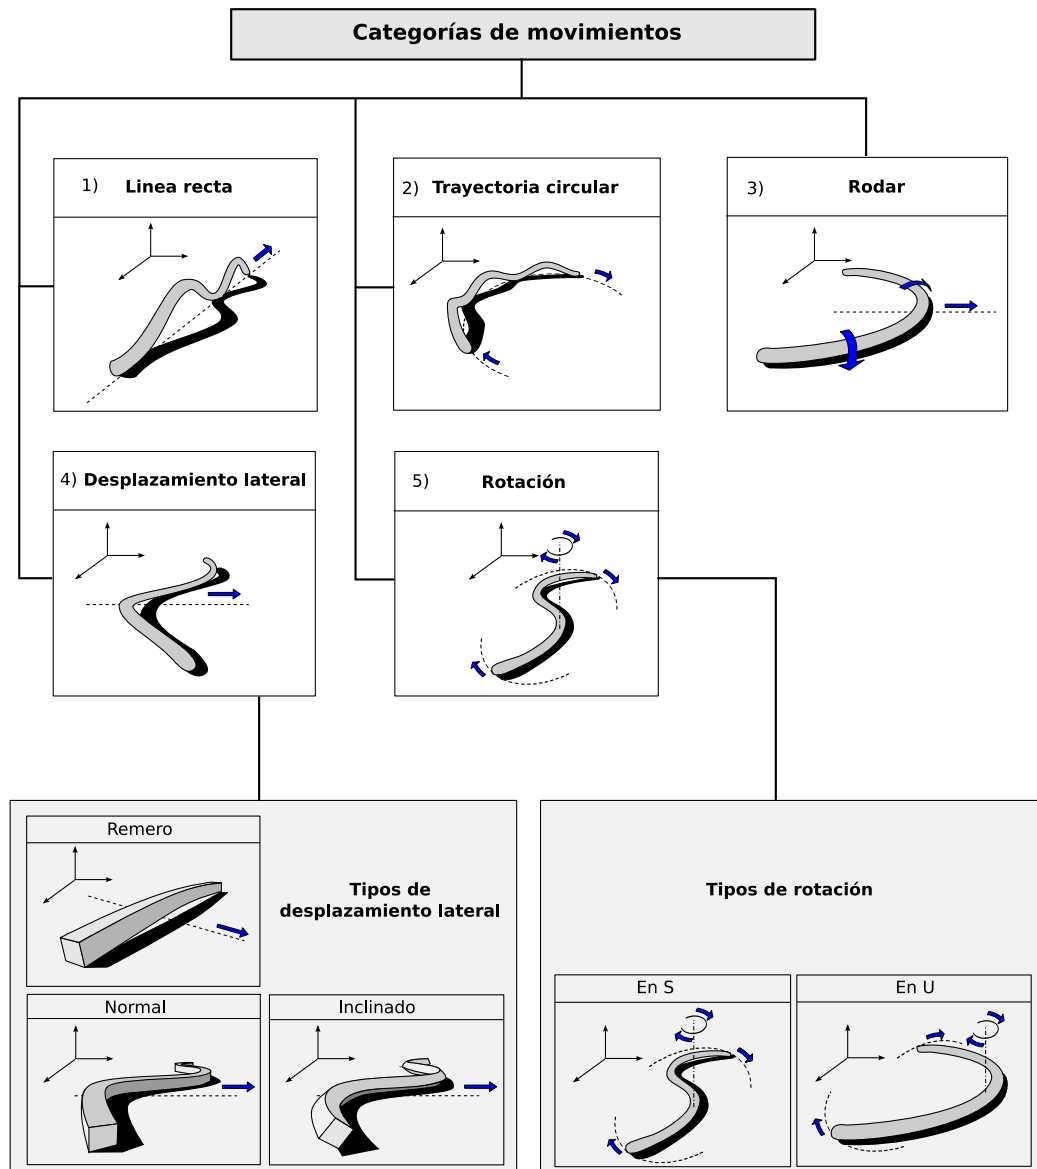 Categorías de movimientos
1) Linea recta
2) Trayectoria circular
3) Rodar
4) Desplazamiento lateral
5) Rotación
Remero
Tipos de
desplazamiento lateral
Normal
Inclinado
Tipos de rotación
En S
En U